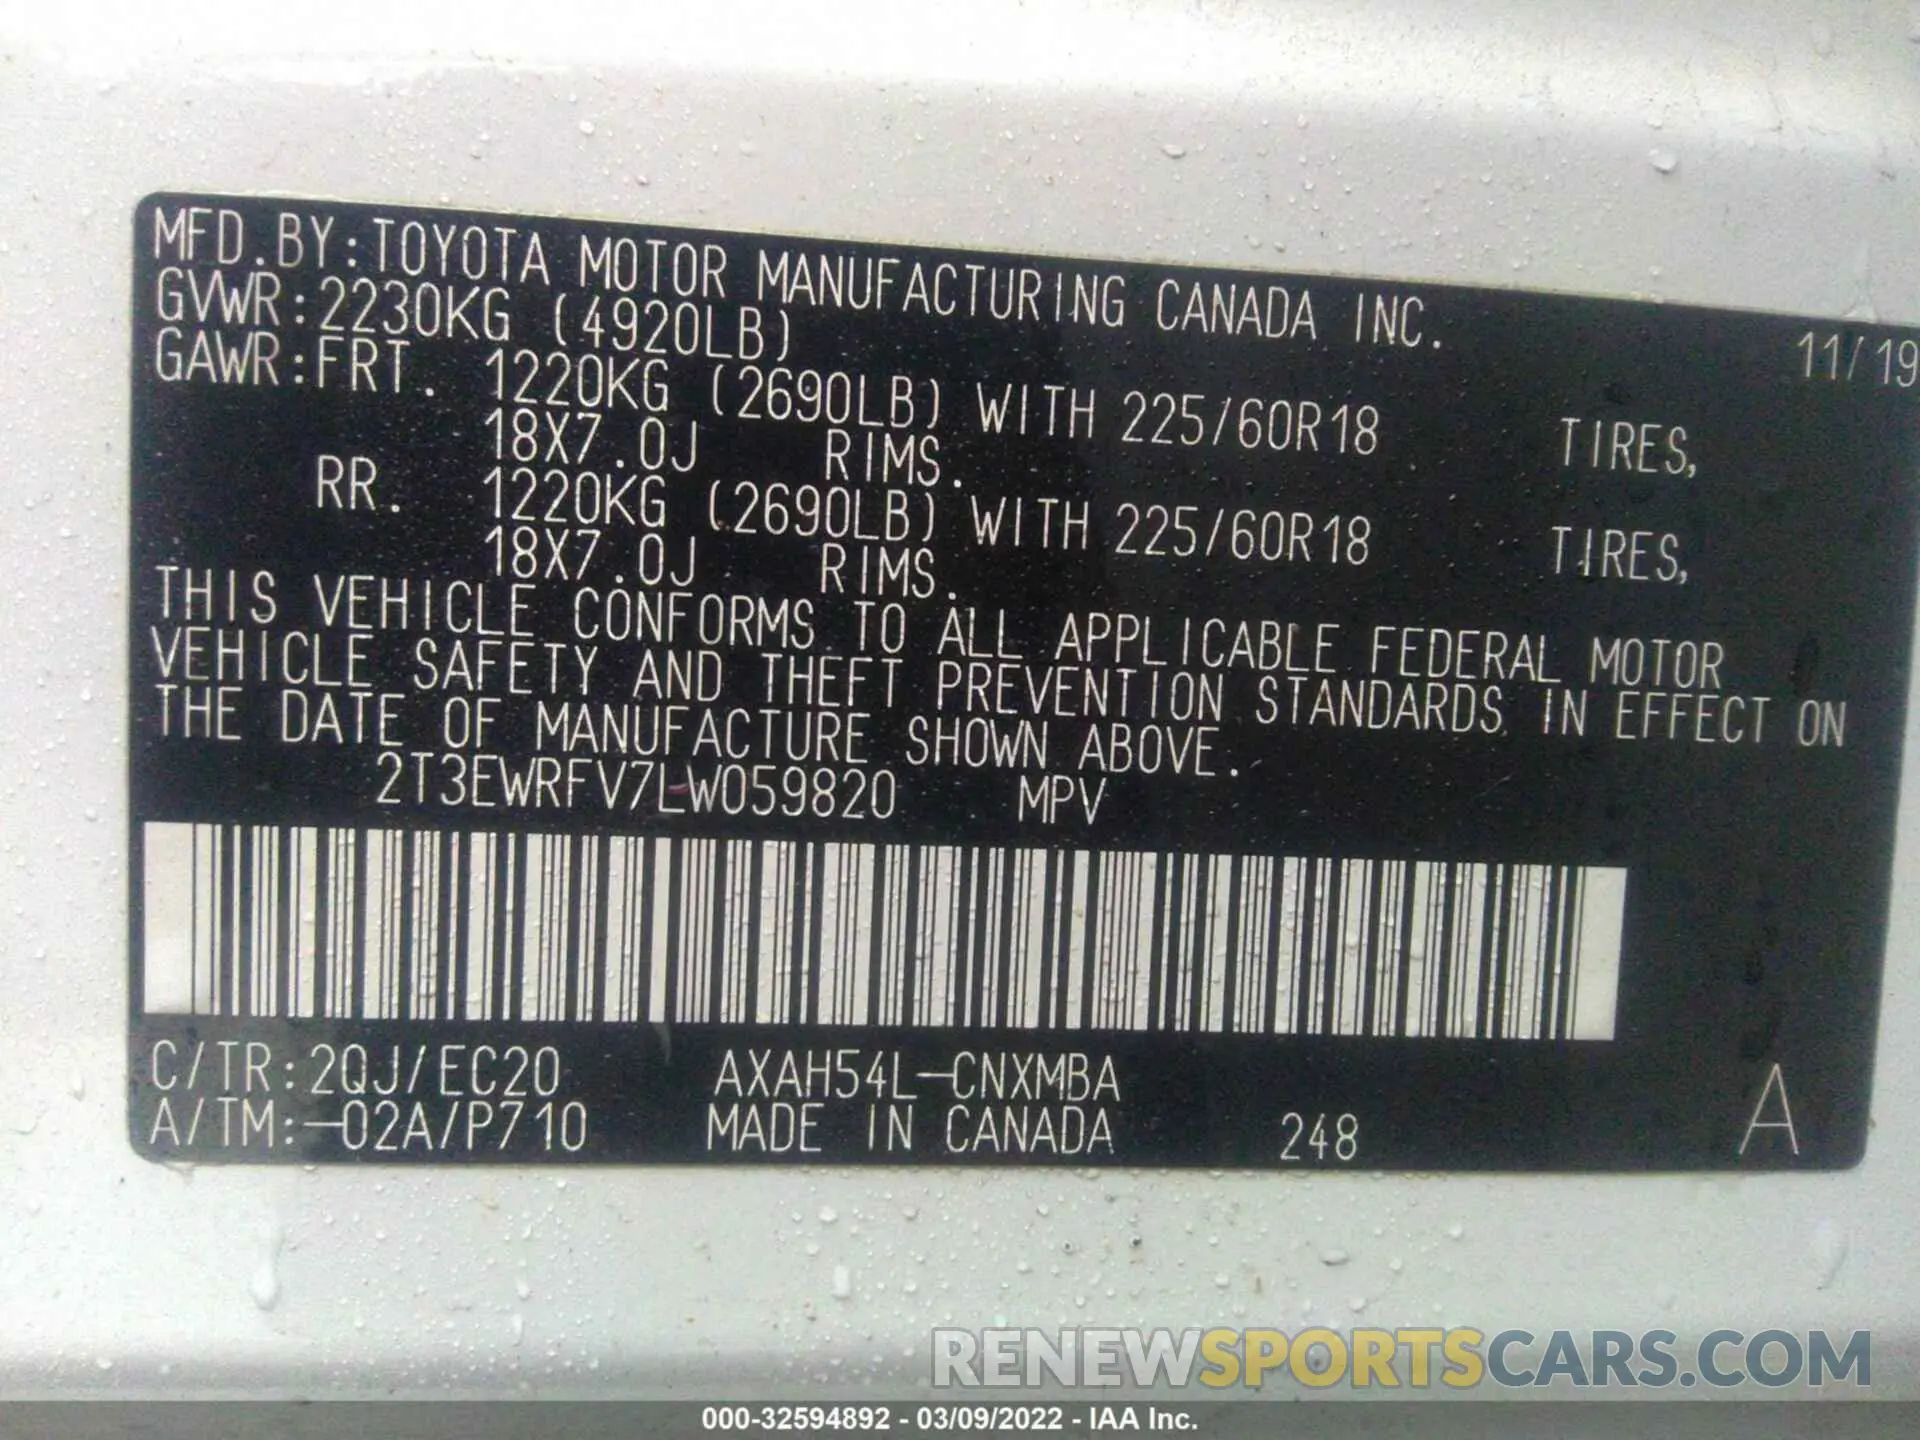 MFD.BY:TOYOTA MOTOR MANUFACTURING CANADA INC.
11/19
GVWR:2230KG (4920LB)
GAWR:FRT. 1220KG (2690LB) WITH 225/60R18 TIRES,
18X7.0J RIMS.
RR. 1220KG (2690LB) WITH 225/60R18 TIRES,
18X7.0J RIMS.
THIS VEHICLE CONFORMS TO ALL APPLICABLE FEDERAL MOTOR
VEHICLE SAFETY AND THEFT PREVENTION STANDARDS IN EFFECT ON
THE DATE OF MANUFACTURE SHOWN ABOVE.
2T3EWRFV7LW059820 MPV
C/TR:2QJ/EC20 AXAH54L-CNXMBA
A/TM:-02A/P710 MADE IN CANADA 248 A
RENEWSPORTSCARS.COM
000-32594892 - 03/09/2022 - IAA Inc.